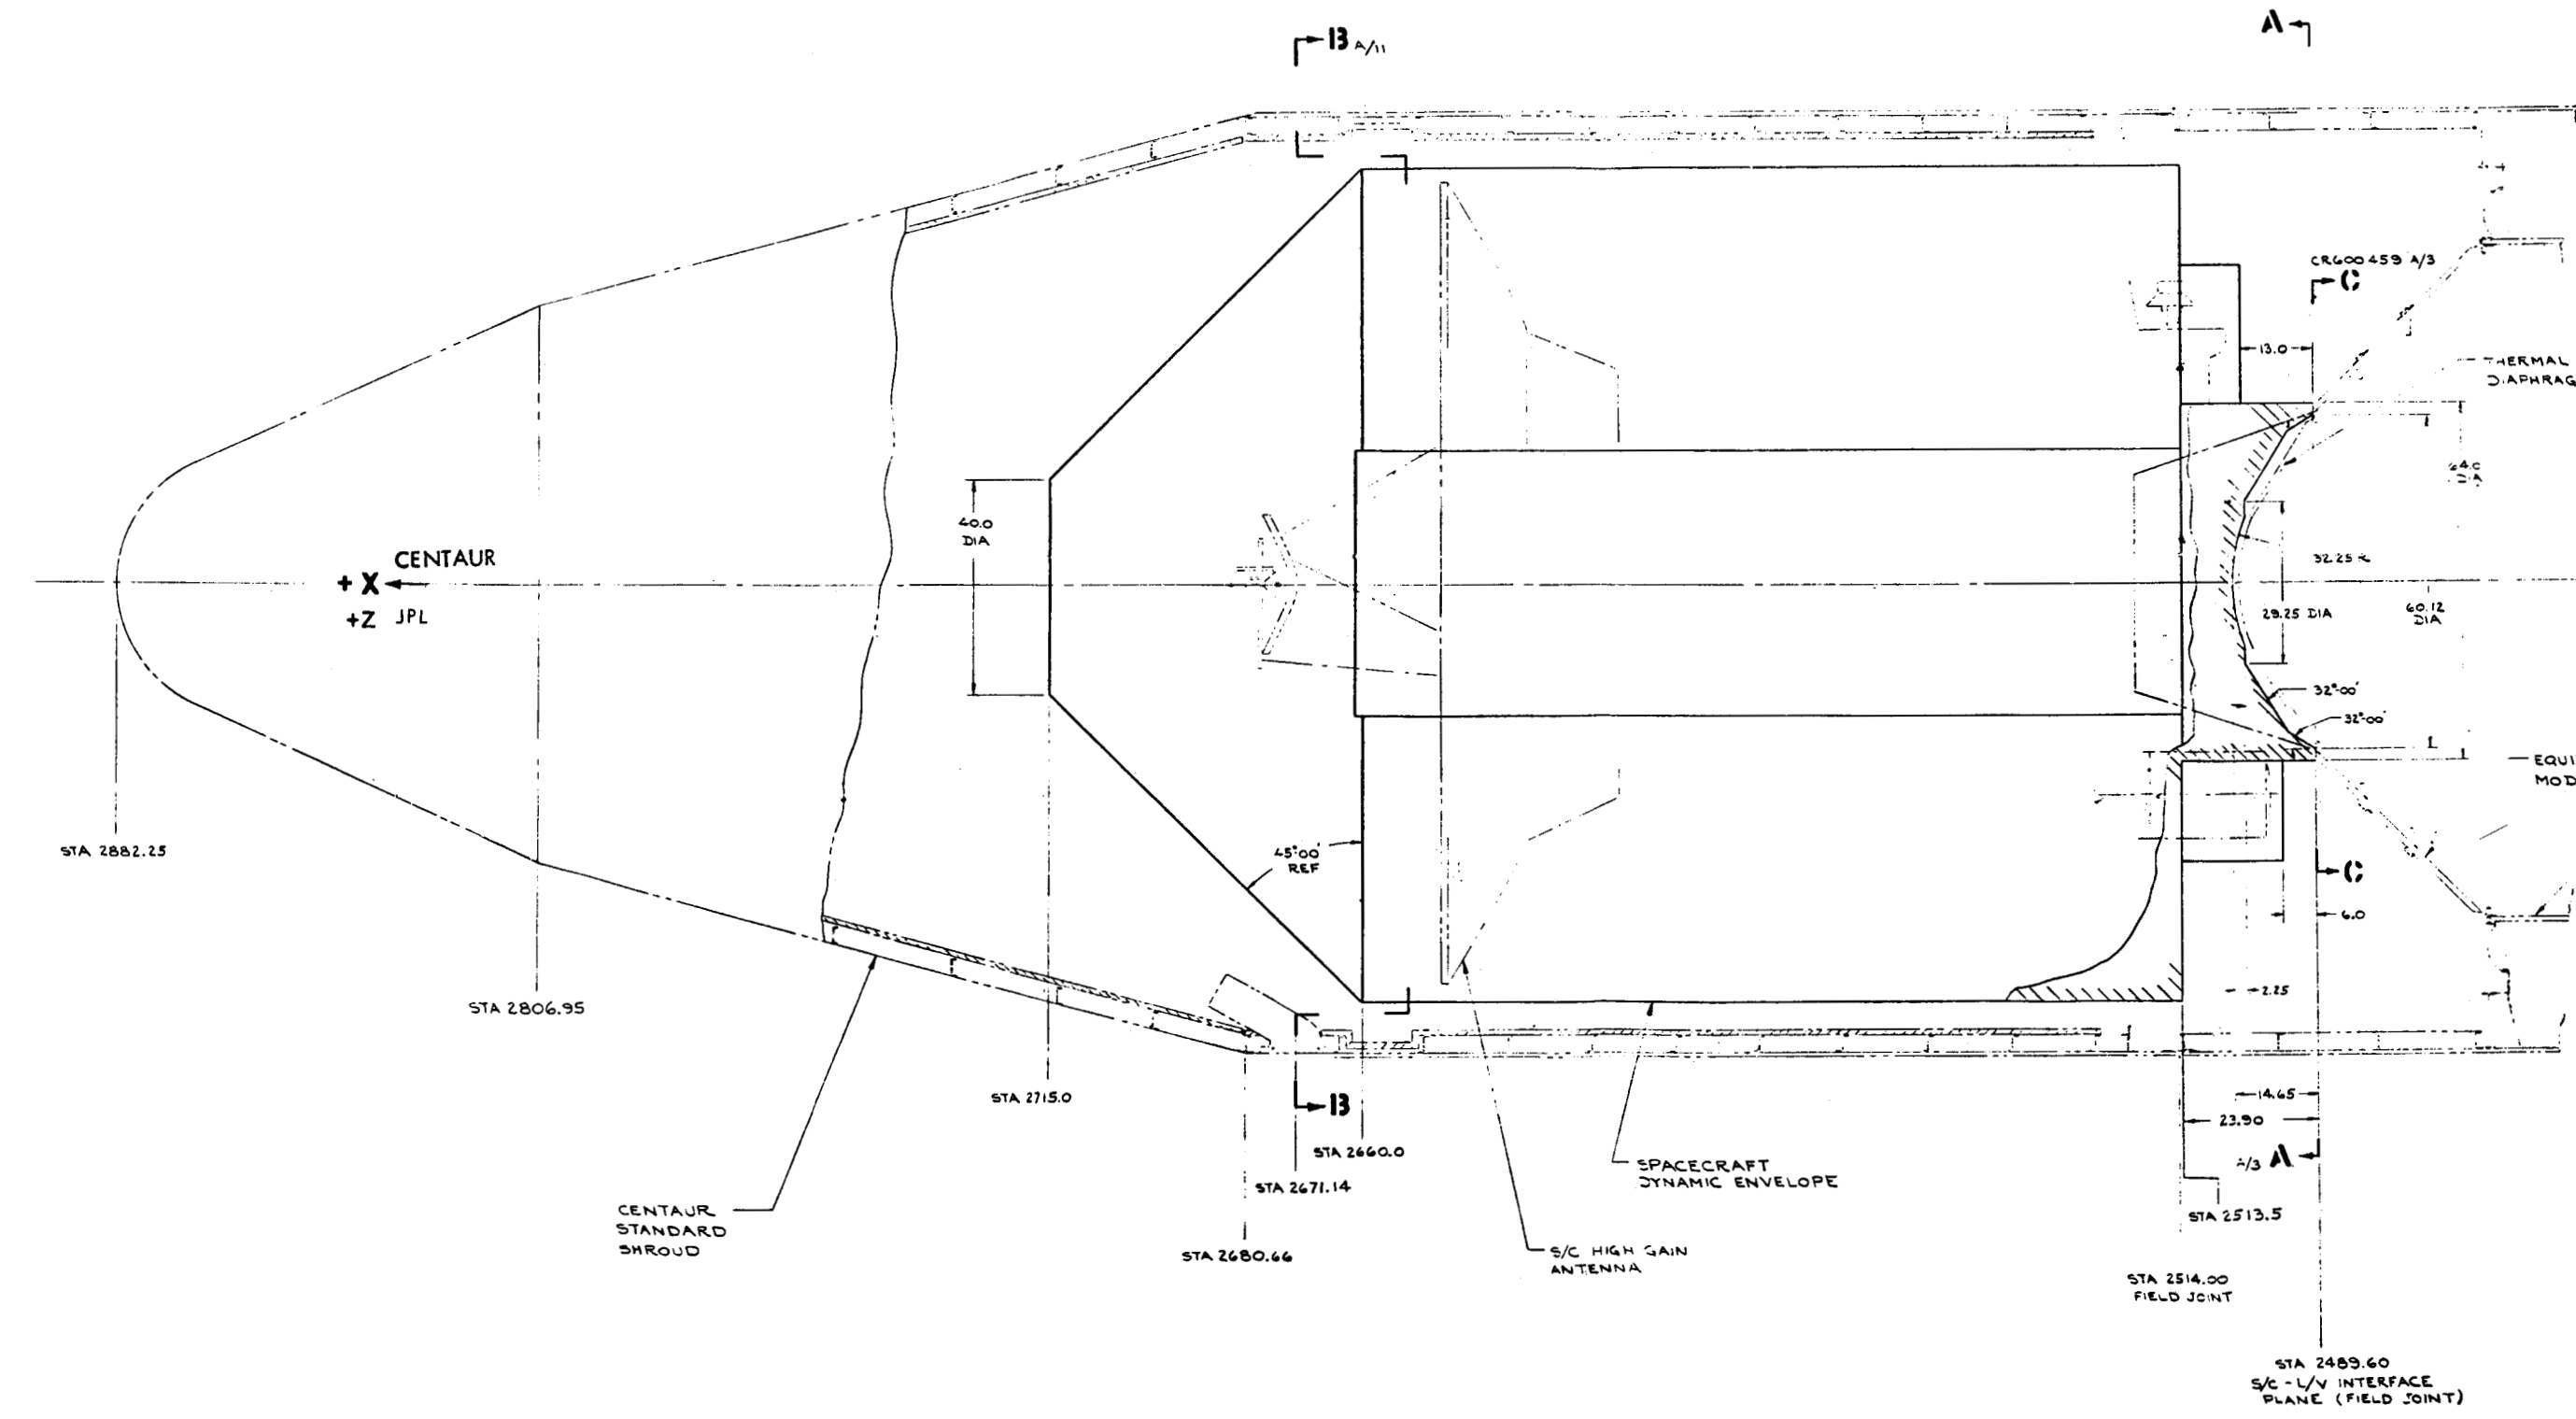 B A/11
A
CR600459 A/3
C
13.0
THERMAL
64.0
DIA
40.0
DIA
CENTAUR
+X
+Z JPL
32.25 R
29.25 DIA
60.12
DIA
32°00'
32°00'
EQUI
MOD
STA 2882.25
45°00'
REF
C
6.0
2.25
STA 2806.95
STA 2715.0
B
14.65
23.90
A/3 A
STA 2660.0
STA 2671.14
SPACECRAFT
DYNAMIC ENVELOPE
CENTAUR
STANDARD
SHROUD
STA 2513.5
STA 2680.66
S/C HIGH GAIN
ANTENNA
STA 2514.00
FIELD JOINT
STA 2489.60
S/C - L/V INTERFACE
PLANE (FIELD JOINT)